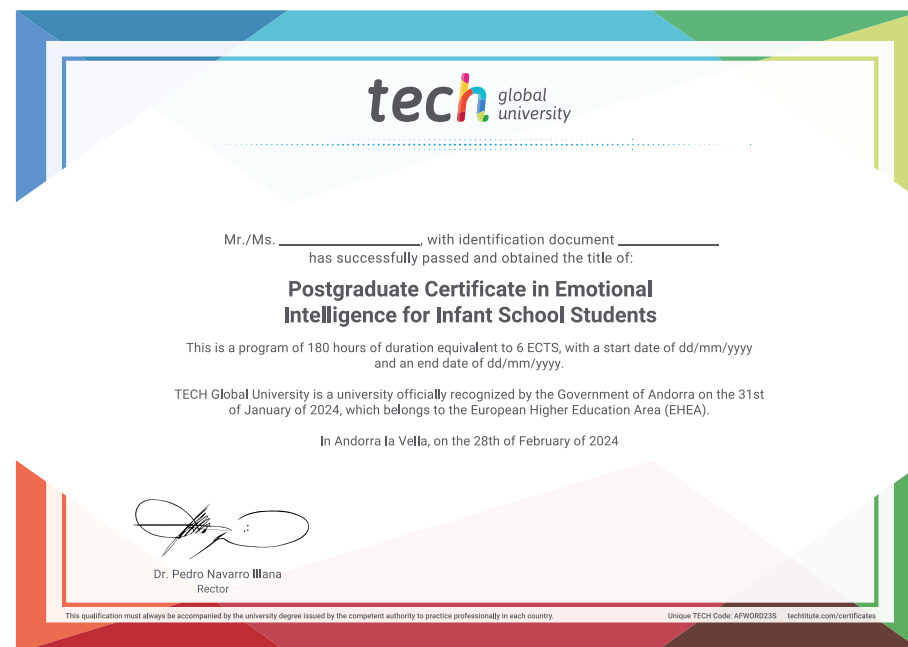 tech global
university
Mr./Ms. ____________, with identification document ____________
has successfully passed and obtained the title of:
Postgraduate Certificate in Emotional
Intelligence for Infant School Students
This is a program of 180 hours of duration equivalent to 6 ECTS, with a start date of dd/mm/yyyy
and an end date of dd/mm/yyyy.
TECH Global University is a university officially recognized by the Government of Andorra on the 31st
of January of 2024, which belongs to the European Higher Education Area (EHEA).
In Andorra la Vella, on the 28th of February of 2024
Dr. Pedro Navarro Illana
Rector
This qualification must always be accompanied by the university degree issued by the competent authority to practice professionally in each country. Unique TECH Code: AFWORD23S techtitute.com/certificates